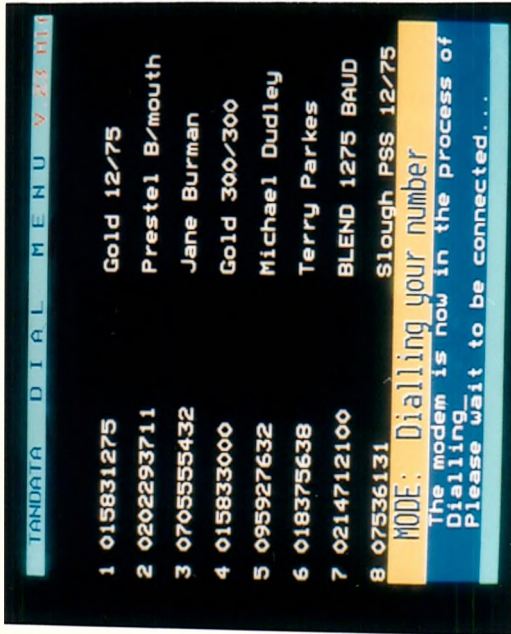 TANDATA DIAL MENU V.23 Off
1 015831275 Gold 12/75
2 0202293711 Prestel B/mouth
3 0705555432 Jane Burman
4 015833000 Gold 300/300
5 095927632 Michael Dudley
6 018375638 Terry Parkes
7 0214712100 BLEND 1275 BAUD
8 07536131 Slough PSS 12/75
MODE: Dialling your number
The modem is now in the process of
Dialling_
Please wait to be connected...